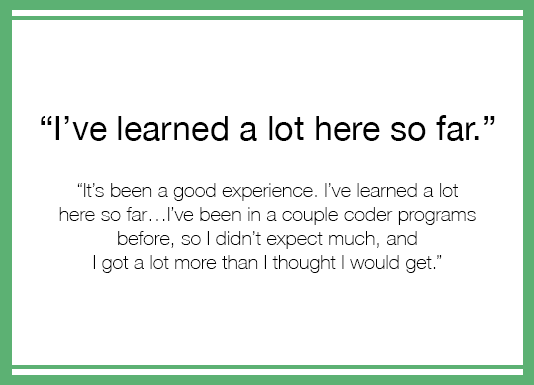 “I’ve learned a lot here so far.”
“It’s been a good experience. I’ve learned a lot
here so far…I’ve been in a couple coder programs
before, so I didn’t expect much, and
I got a lot more than I thought I would get.”